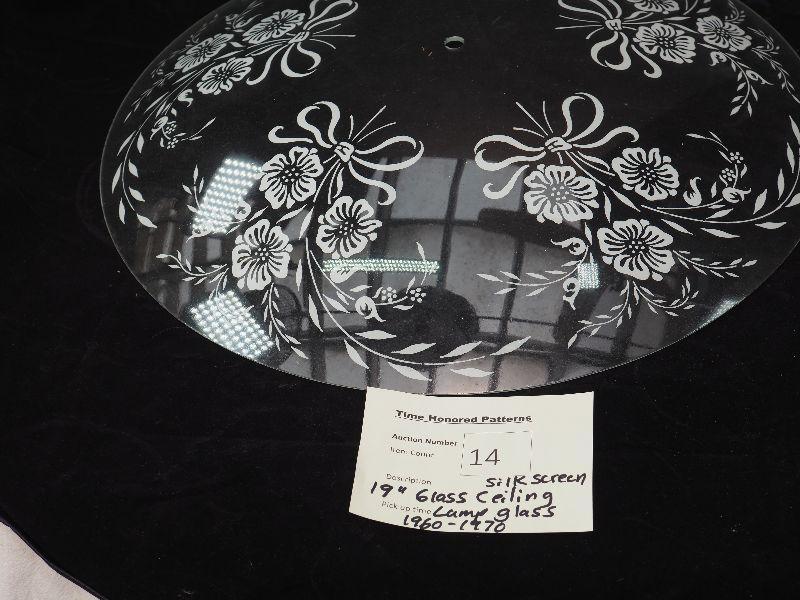 Time Honored Patterns
Auction Number
Item Count
14
Description
silk screen
19" Glass Ceiling
Pick up time Lamp glass
1960-1970